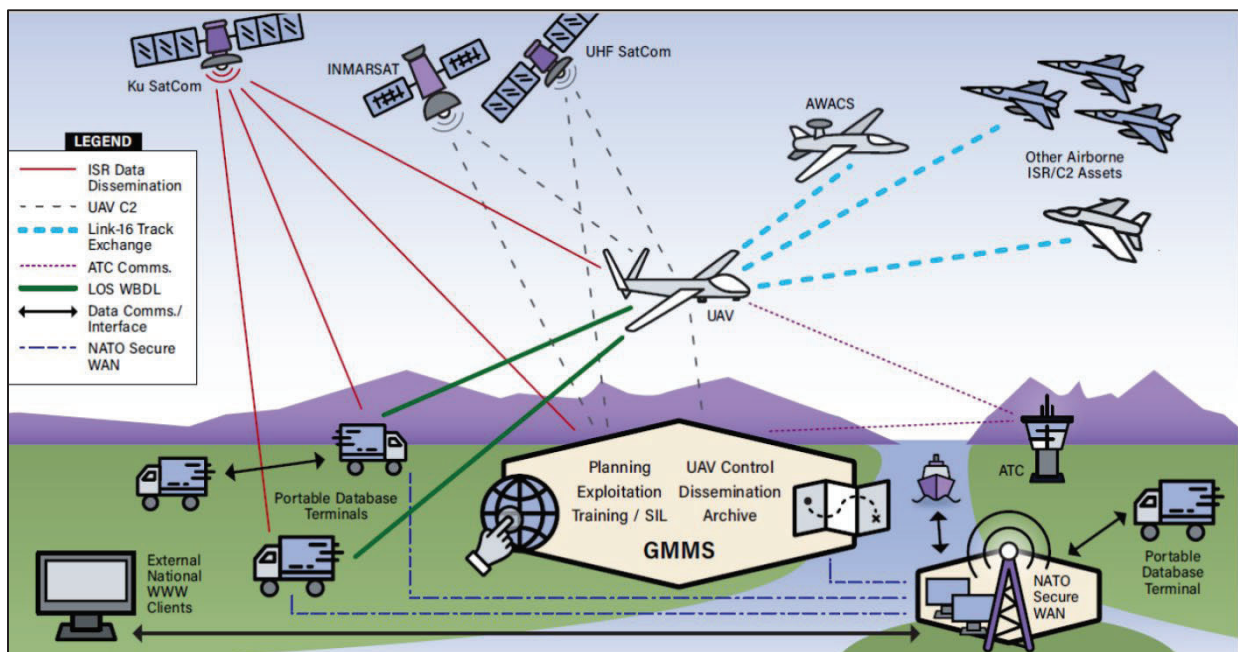 Ku SatCom
INMARSAT
UHF SatCom
AWACS
Other Airborne
ISR/C2 Assets
LEGEND
ISR Data
Dissemination
UAV C2
Link-16 Track
Exchange
ATC Comms.
LOS WBDL
Data Comms./
Interface
NATO Secure
WAN
UAV
Portable Database
Terminals
Planning
UAV Control
Exploitation
Dissemination
Training / SIL
Archive
GMMS
ATC
External
National
WWW
Clients
NATO
Secure
WAN
Portable
Database
Terminal